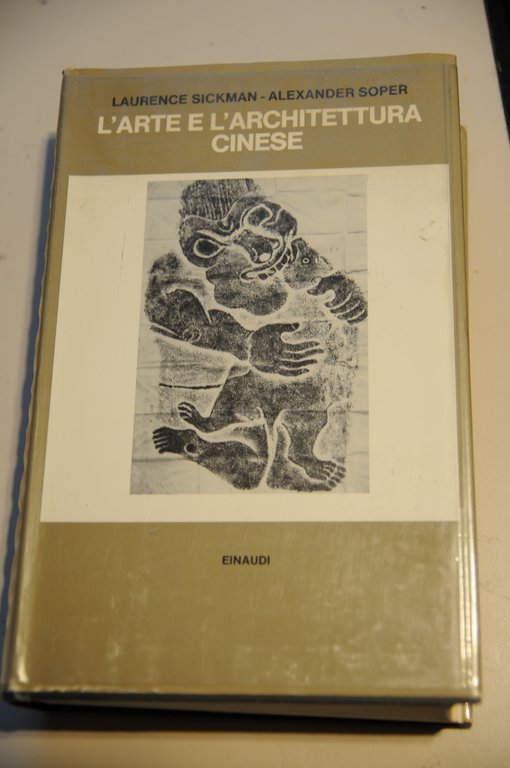 LAURENCE SICKMAN - ALEXANDER SOPER
L'ARTE E L'ARCHITETTURA
CINESE
EINAUDI